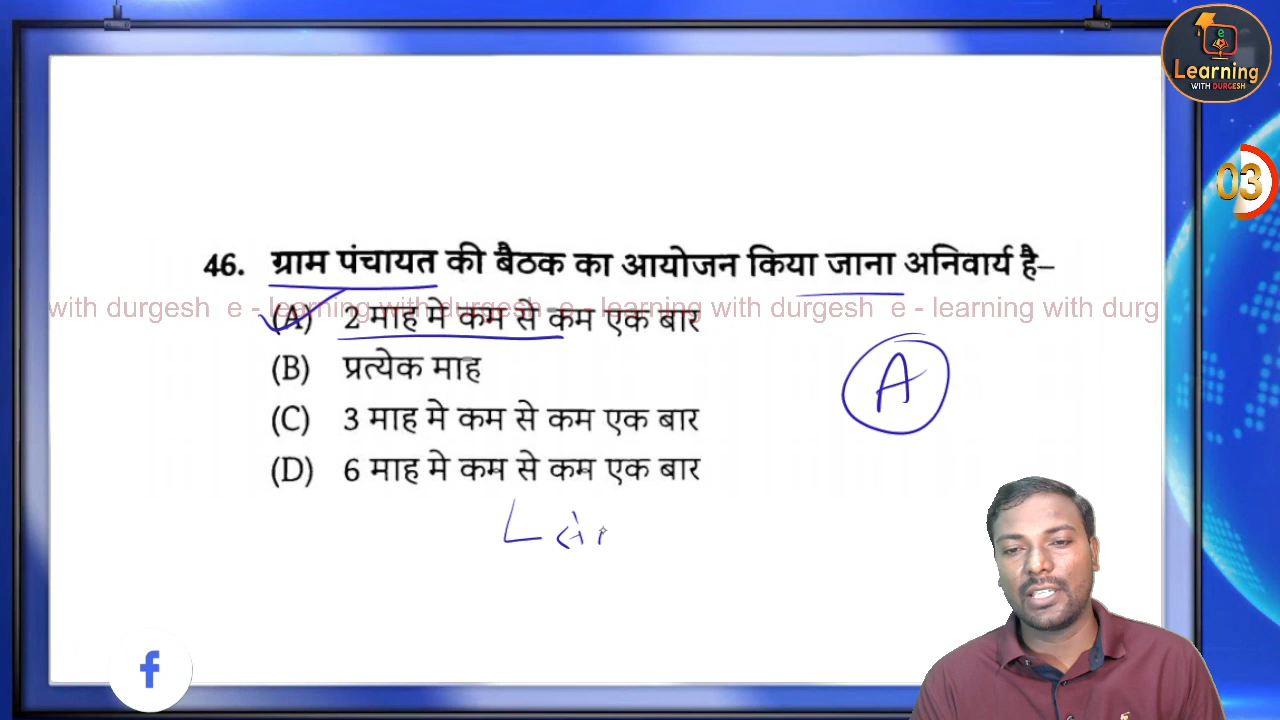 e
Learning
WITH DURGESH
03
46. ग्राम पंचायत की बैठक का आयोजन किया जाना अनिवार्य है–
with durgesh e - learning with durgesh e - learning with durgesh e - learning with durg
(A) 2 माह मे कम से कम एक बार
(B) प्रत्येक माह
A
(C) 3 माह मे कम से कम एक बार
(D) 6 माह मे कम से कम एक बार
f